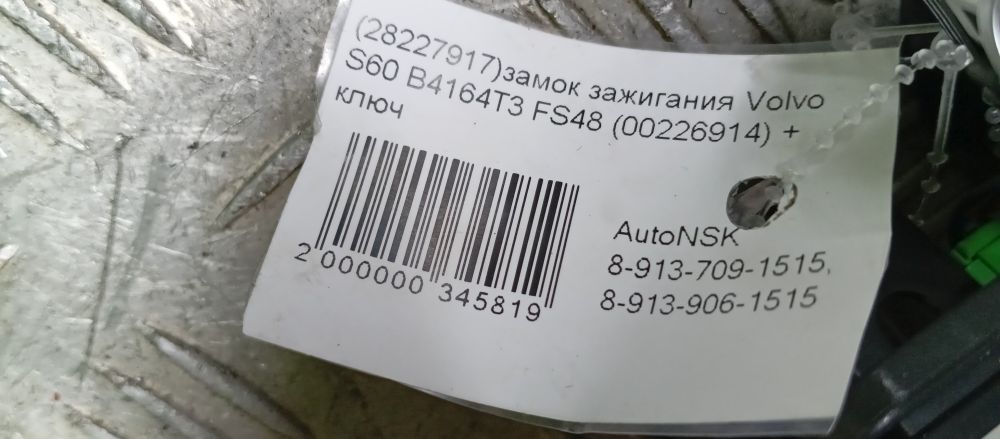 (28227917)замок зажигания Volvo
S60 B4164T3 FS48 (00226914) +
ключ
2 000000 345819
AutoNSK
8-913-709-1515,
8-913-906-1515